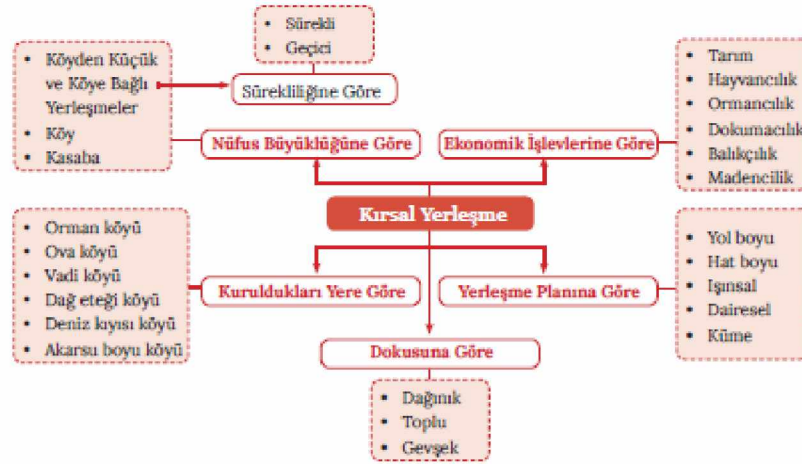 • Sürekli
• Geçici
• Köyden Küçük
ve Köye Bağlı
Yerleşmeler
• Köy
• Kasaba
Sürekliliğine Göre
Nüfus Büyüklüğüne Göre
Ekonomik İşlevlerine Göre
• Tarım
• Hayvancılık
• Ormancılık
• Dokumacılık
• Balıkçılık
• Madencilik
Kırsal Yerleşme
• Orman köyü
• Ova köyü
• Vadi köyü
• Dağ eteği köyü
• Deniz kıyısı köyü
• Akarsu boyu köyü
Kuruldukları Yere Göre
Yerleşme Planına Göre
• Yol boyu
• Hat boyu
• Işınsal
• Dairesel
• Küme
Dokusuna Göre
• Dağınık
• Toplu
• Gevşek